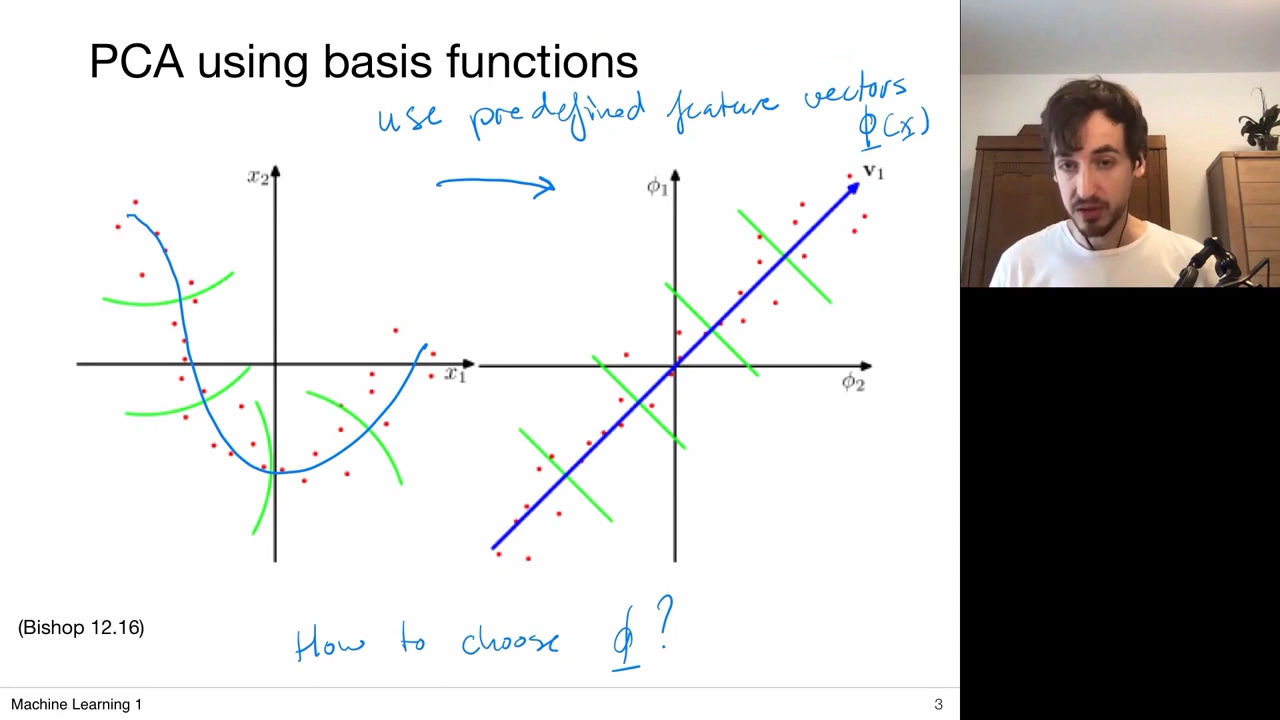 PCA using basis functions
use predefined feature vectors
ϕ(x)
x₂
x₁
ϕ₁
v₁
ϕ₂
(Bishop 12.16)
How to choose ϕ?
Machine Learning 1
3